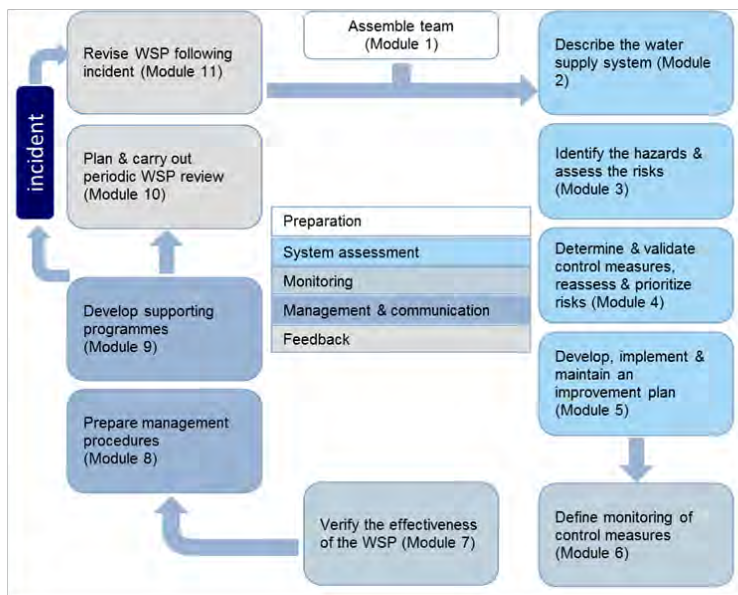 Revise WSP following
incident (Module 11)
Assemble team
(Module 1)
Describe the water
supply system (Module
2)
incident
Plan & carry out
periodic WSP review
(Module 10)
Identify the hazards &
assess the risks
(Module 3)
Preparation
System assessment
Monitoring
Management & communication
Feedback
Determine & validate
control measures,
reassess & prioritize
risks (Module 4)
Develop supporting
programmes
(Module 9)
Develop, implement &
maintain an
improvement plan
(Module 5)
Prepare management
procedures
(Module 8)
Verify the effectiveness
of the WSP (Module 7)
Define monitoring of
control measures
(Module 6)